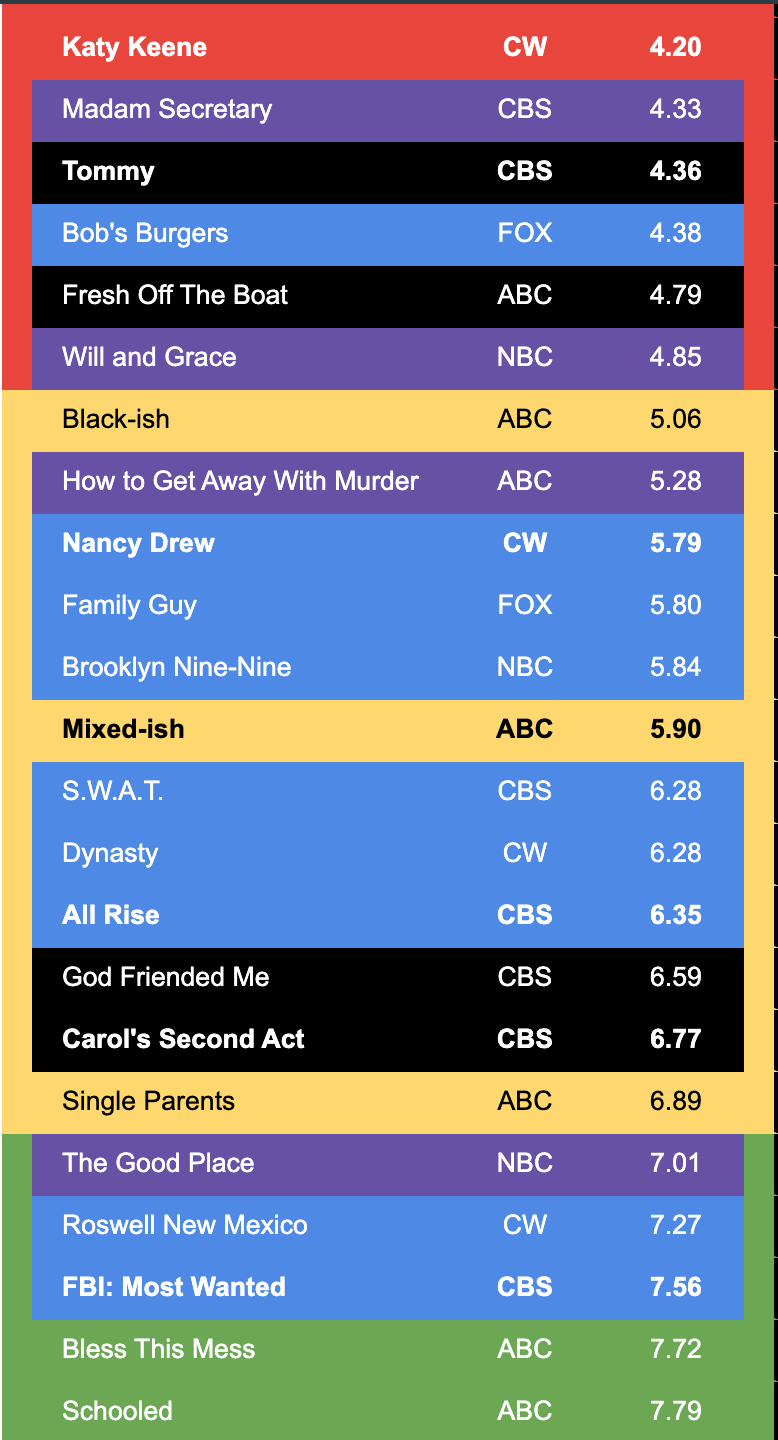 Katy Keene CW 4.20
Madam Secretary CBS 4.33
Tommy CBS 4.36
Bob's Burgers FOX 4.38
Fresh Off The Boat ABC 4.79
Will and Grace NBC 4.85
Black-ish ABC 5.06
How to Get Away With Murder ABC 5.28
Nancy Drew CW 5.79
Family Guy FOX 5.80
Brooklyn Nine-Nine NBC 5.84
Mixed-ish ABC 5.90
S.W.A.T. CBS 6.28
Dynasty CW 6.28
All Rise CBS 6.35
God Friended Me CBS 6.59
Carol's Second Act CBS 6.77
Single Parents ABC 6.89
The Good Place NBC 7.01
Roswell New Mexico CW 7.27
FBI: Most Wanted CBS 7.56
Bless This Mess ABC 7.72
Schooled ABC 7.79